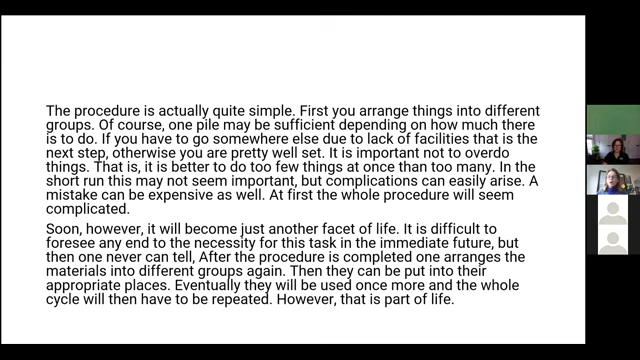 The procedure is actually quite simple. First you arrange things into different
groups. Of course, one pile may be sufficient depending on how much there
is to do. If you have to go somewhere else due to lack of facilities that is the
next step, otherwise you are pretty well set. It is important not to overdo
things. That is, it is better to do too few things at once than too many. In the
short run this may not seem important, but complications can easily arise. A
mistake can be expensive as well. At first the whole procedure will seem
complicated.
Soon, however, it will become just another facet of life. It is difficult to
foresee any end to the necessity for this task in the immediate future, but
then one never can tell, After the procedure is completed one arranges the
materials into different groups again. Then they can be put into their
appropriate places. Eventually they will be used once more and the whole
cycle will then have to be repeated. However, that is part of life.